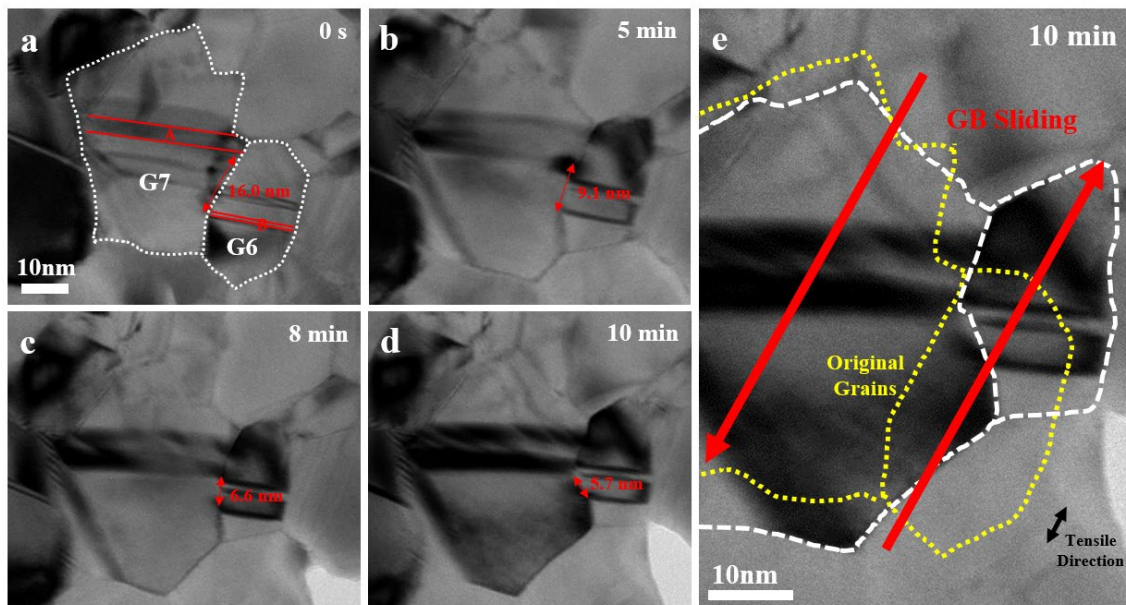 a
0 s
A
G7
16.0 nm
B
G6
10nm
b
5 min
9.1 nm
c
8 min
6.6 nm
d
10 min
5.7 nm
e
10 min
GB Sliding
Original
Grains
Tensile
Direction
10nm